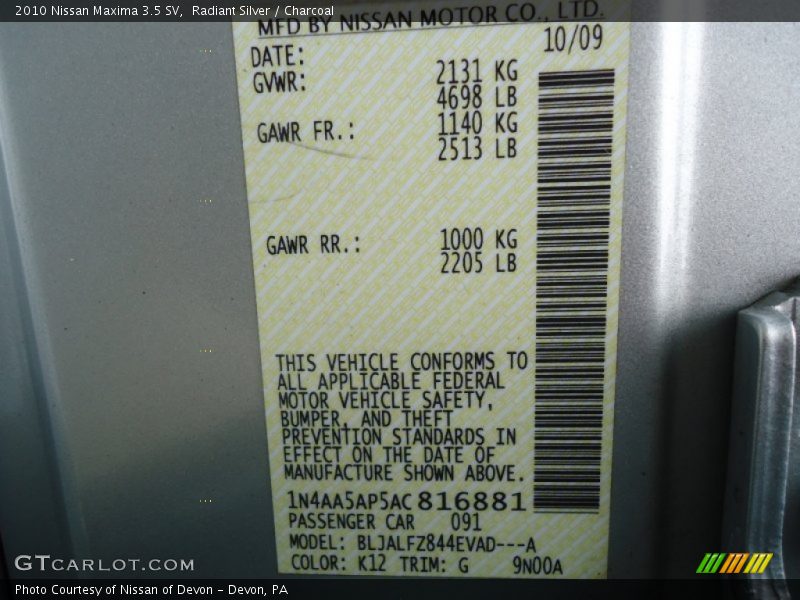 2010 Nissan Maxima 3.5 SV, Radiant Silver / Charcoal
MFD BY NISSAN MOTOR CO., LTD.
DATE: 10/09
GVWR: 2131 KG
4698 LB
GAWR FR.: 1140 KG
2513 LB
GAWR RR.: 1000 KG
2205 LB
THIS VEHICLE CONFORMS TO
ALL APPLICABLE FEDERAL
MOTOR VEHICLE SAFETY,
BUMPER, AND THEFT
PREVENTION STANDARDS IN
EFFECT ON THE DATE OF
MANUFACTURE SHOWN ABOVE.
1N4AA5AP5AC816881
PASSENGER CAR 091
MODEL: BLJALFZ844EVAD---A
COLOR: K12 TRIM: G 9N00A
GTCARLOT.COM
Photo Courtesy of Nissan of Devon - Devon, PA